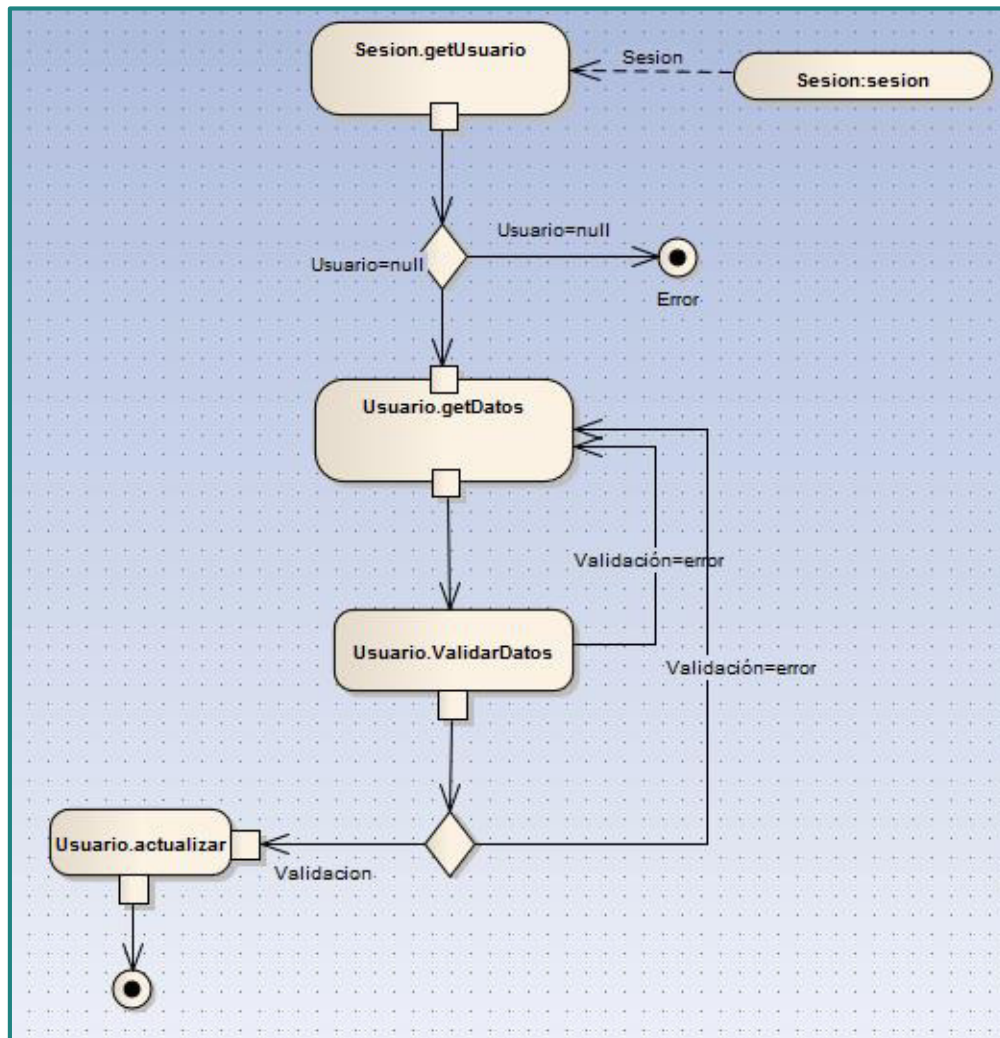 Sesion.getUsuario
Sesion
Sesion:sesion
Usuario=null
Usuario=null
Error
Usuario.getDatos
Validación=error
Usuario.ValidarDatos
Validación=error
Usuario.actualizar
Validacion